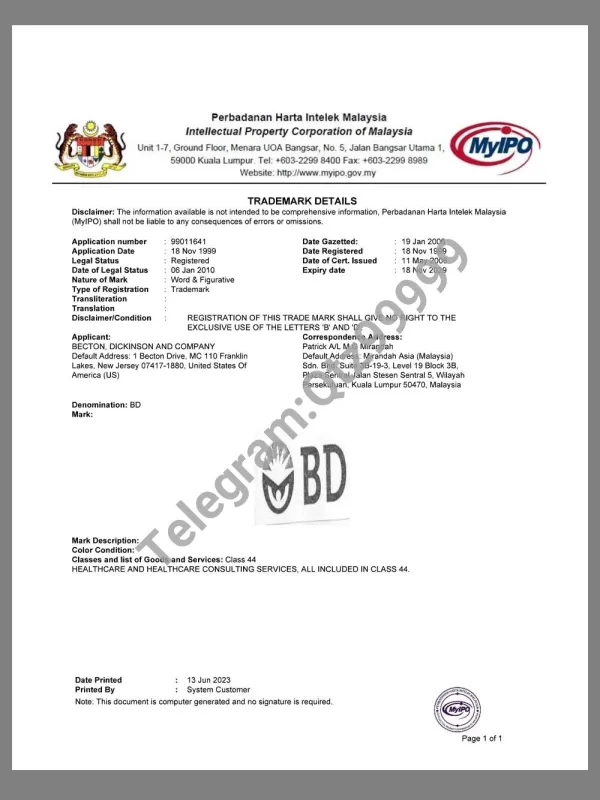 Perbadanan Harta Intelek Malaysia
Intellectual Property Corporation of Malaysia
Unit 1-7, Ground Floor, Menara UOA Bangsar, No. 5, Jalan Bangsar Utama 1,
59000 Kuala Lumpur. Tel: +603-2299 8400 Fax: +603-2299 8989
Website: http://www.myipo.gov.my
MyIPO
TRADEMARK DETAILS
Disclaimer: The information available is not intended to be comprehensive information, Perbadanan Harta Intelek Malaysia
(MyIPO) shall not be liable to any consequences of errors or omissions.
Application number : 99011641
Application Date : 18 Nov 1999
Legal Status : Registered
Date of Legal Status : 06 Jan 2010
Nature of Mark : Word & Figurative
Type of Registration : Trademark
Transliteration :
Translation :
Date Gazetted: : 19 Jan
Date Registered : 18 Nov 1999
Date of Cert. Issued : 11 May
Expiry date : 18 Nov
Disclaimer/Condition : REGISTRATION OF THIS TRADE MARK SHALL GIVE NO RIGHT TO THE
EXCLUSIVE USE OF THE LETTERS 'B' AND 'D'.
Applicant:
BECTON, DICKINSON AND COMPANY
Default Address: 1 Becton Drive, MC 110 Franklin
Lakes, New Jersey 07417-1880, United States Of
America (US)
Correspondence Address:
Patrick A/L M.J. Mirandah
Default Address: Mirandah Asia (Malaysia)
Sdn. Bhd. Suite 3B-19-3, Level 19 Block 3B,
Plaza Sentral Jalan Stesen Sentral 5, Wilayah
Persekutuan, Kuala Lumpur 50470, Malaysia
Denomination: BD
Mark:
BD
Mark Description:
Color Condition:
Classes and list of Goods and Services: Class 44
HEALTHCARE AND HEALTHCARE CONSULTING SERVICES, ALL INCLUDED IN CLASS 44.
Date Printed : 13 Jun 2023
Printed By : System Customer
Note: This document is computer generated and no signature is required.
MyIPO
Page 1 of 1
Telegram:Qtz99999